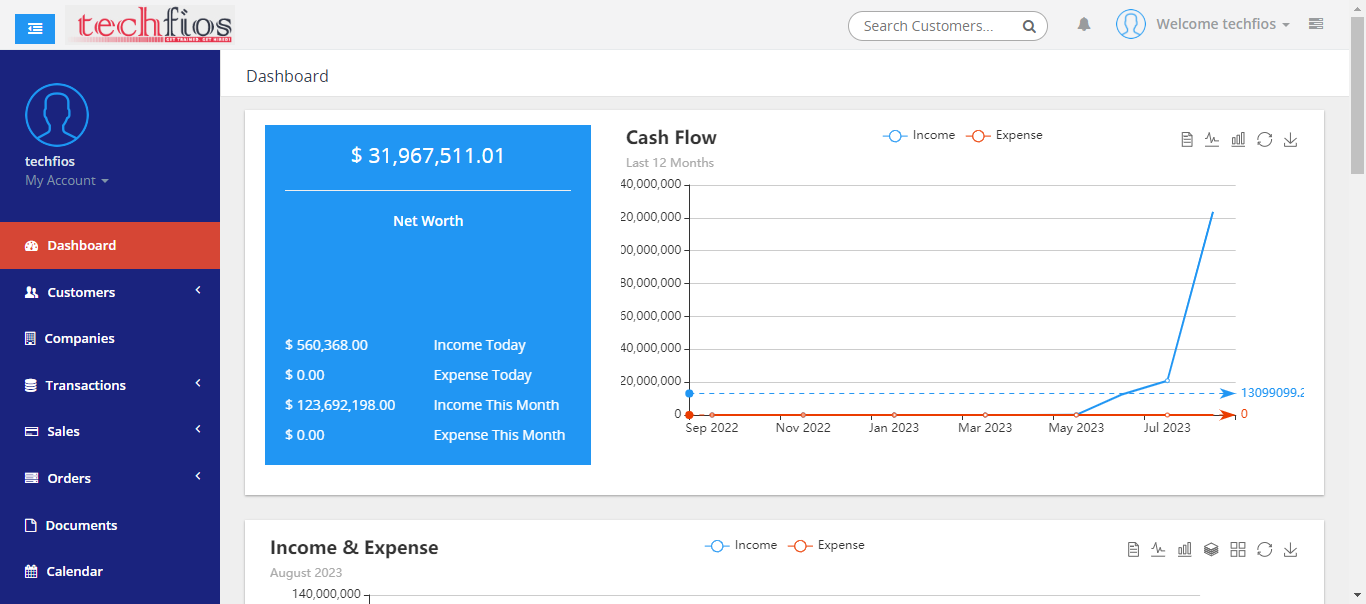 techfios
GET TRAINED. GET HIRED!
Search Customers...
Welcome techfios
techfios
My Account
Dashboard
Customers
Companies
Transactions
Sales
Orders
Documents
Calendar
Dashboard
$ 31,967,511.01
Net Worth
$ 560,368.00 Income Today
$ 0.00 Expense Today
$ 123,692,198.00 Income This Month
$ 0.00 Expense This Month
Cash Flow
Last 12 Months
Income Expense
40,000,000
20,000,000
00,000,000
80,000,000
60,000,000
40,000,000
20,000,000
0
13099099.2
0
Sep 2022 Nov 2022 Jan 2023 Mar 2023 May 2023 Jul 2023
Income & Expense
August 2023
Income Expense
140,000,000